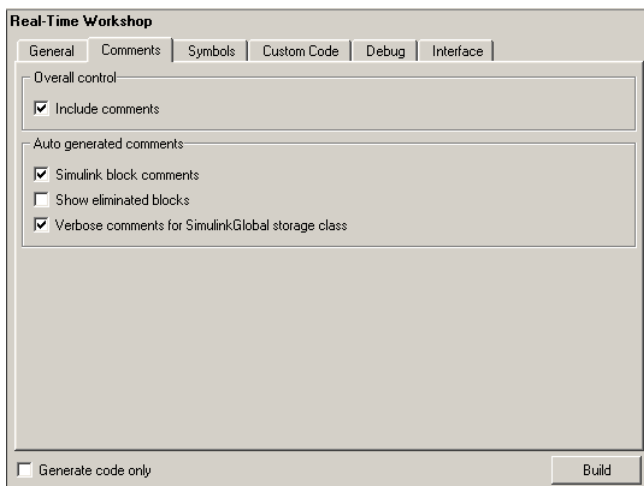 Real-Time Workshop
General Comments Symbols Custom Code Debug Interface
Overall control
Include comments
Auto generated comments
Simulink block comments
Show eliminated blocks
Verbose comments for SimulinkGlobal storage class
Generate code only Build